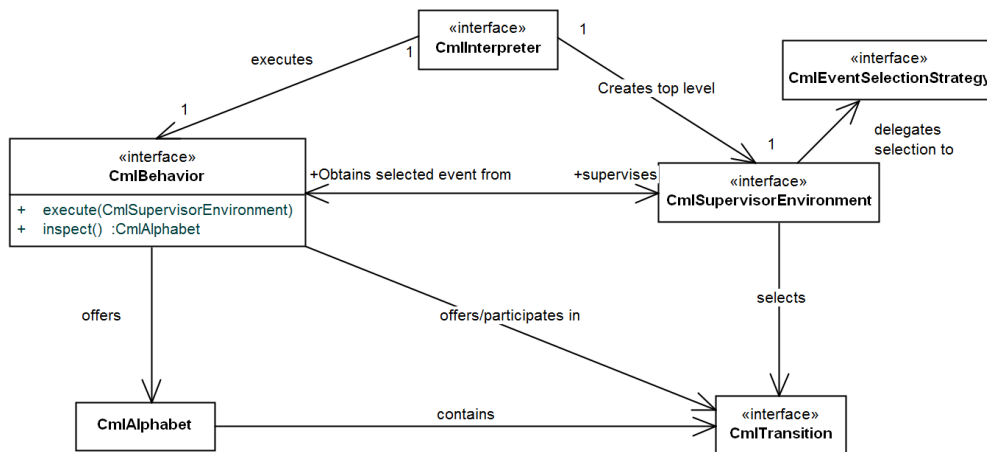 «interface»
CmlInterpreter
1
1
executes
Creates top level
«interface»
CmlEventSelectionStrategy
delegates
selection to
1
1
«interface»
CmlBehavior
+ execute(CmlSupervisorEnvironment)
+ inspect() :CmlAlphabet
+Obtains selected event from
+supervises
«interface»
CmlSupervisorEnvironment
offers
offers/participates in
selects
CmlAlphabet
contains
«interface»
CmlTransition